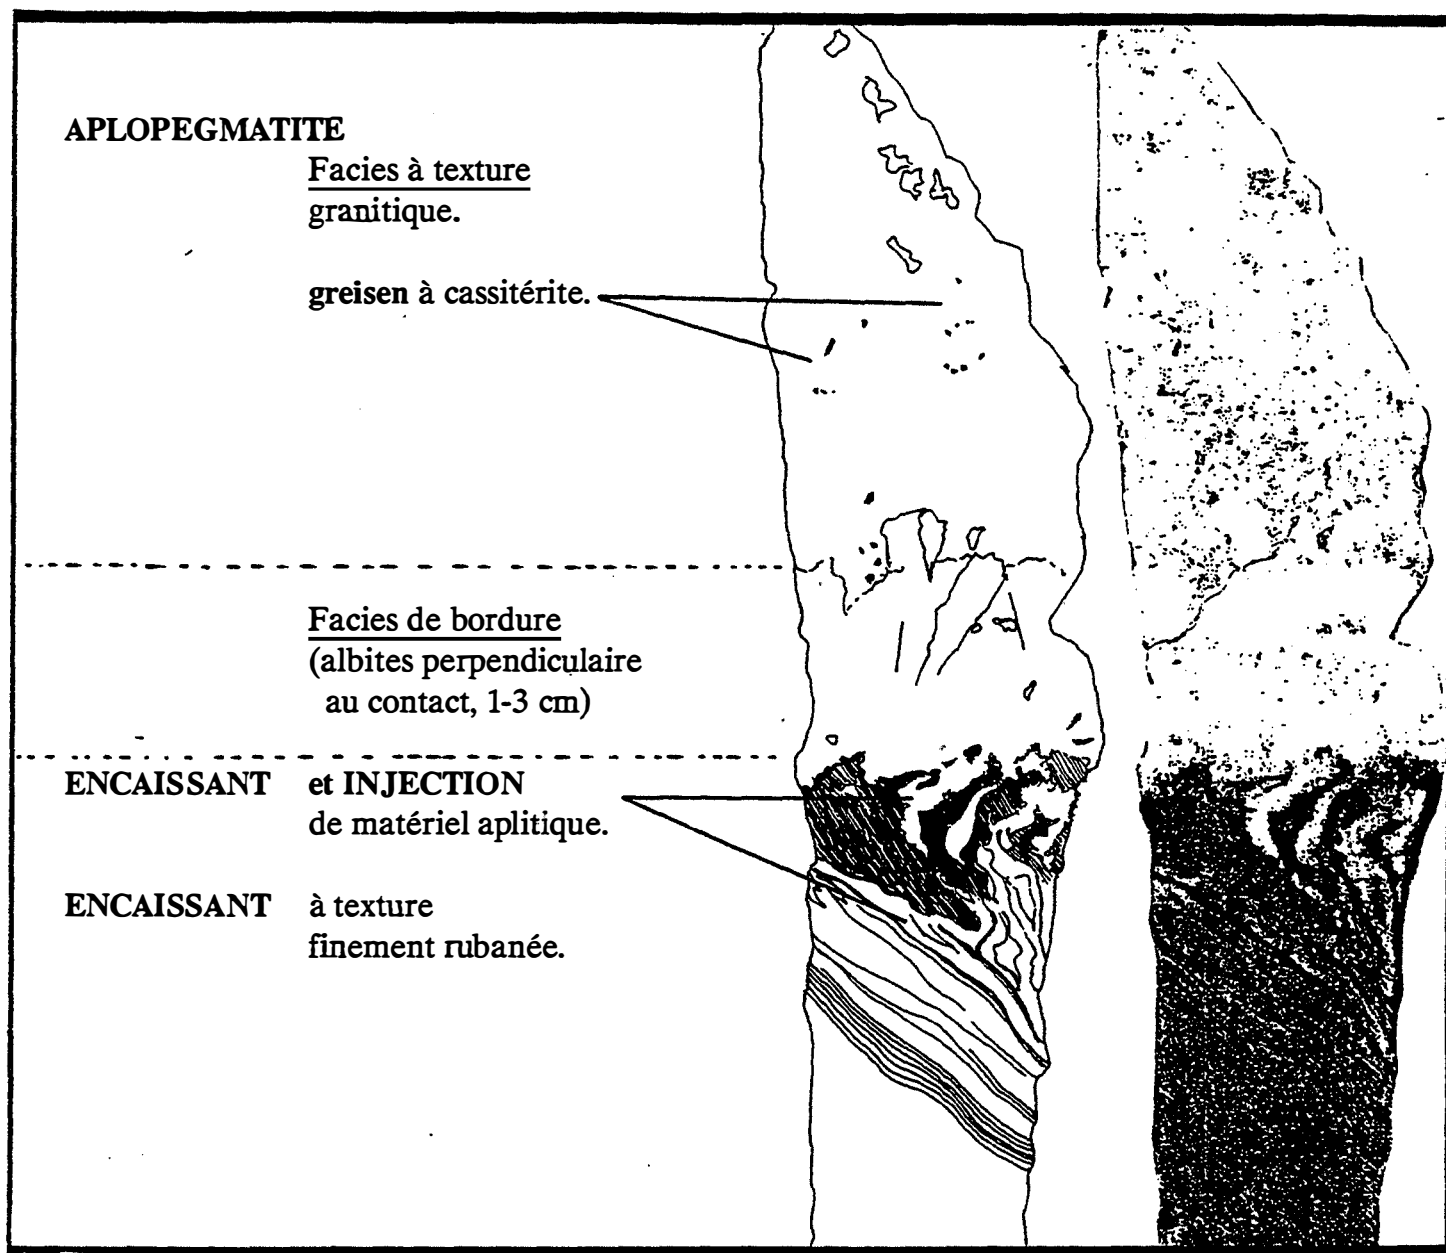 APLOPEGMATITE
Facies à texture
granitique.
greisen à cassitérite.
Facies de bordure
(albites perpendiculaire
au contact, 1-3 cm)
ENCAISSANT et INJECTION
de matériel aplitique.
ENCAISSANT à texture
finement rubanée.